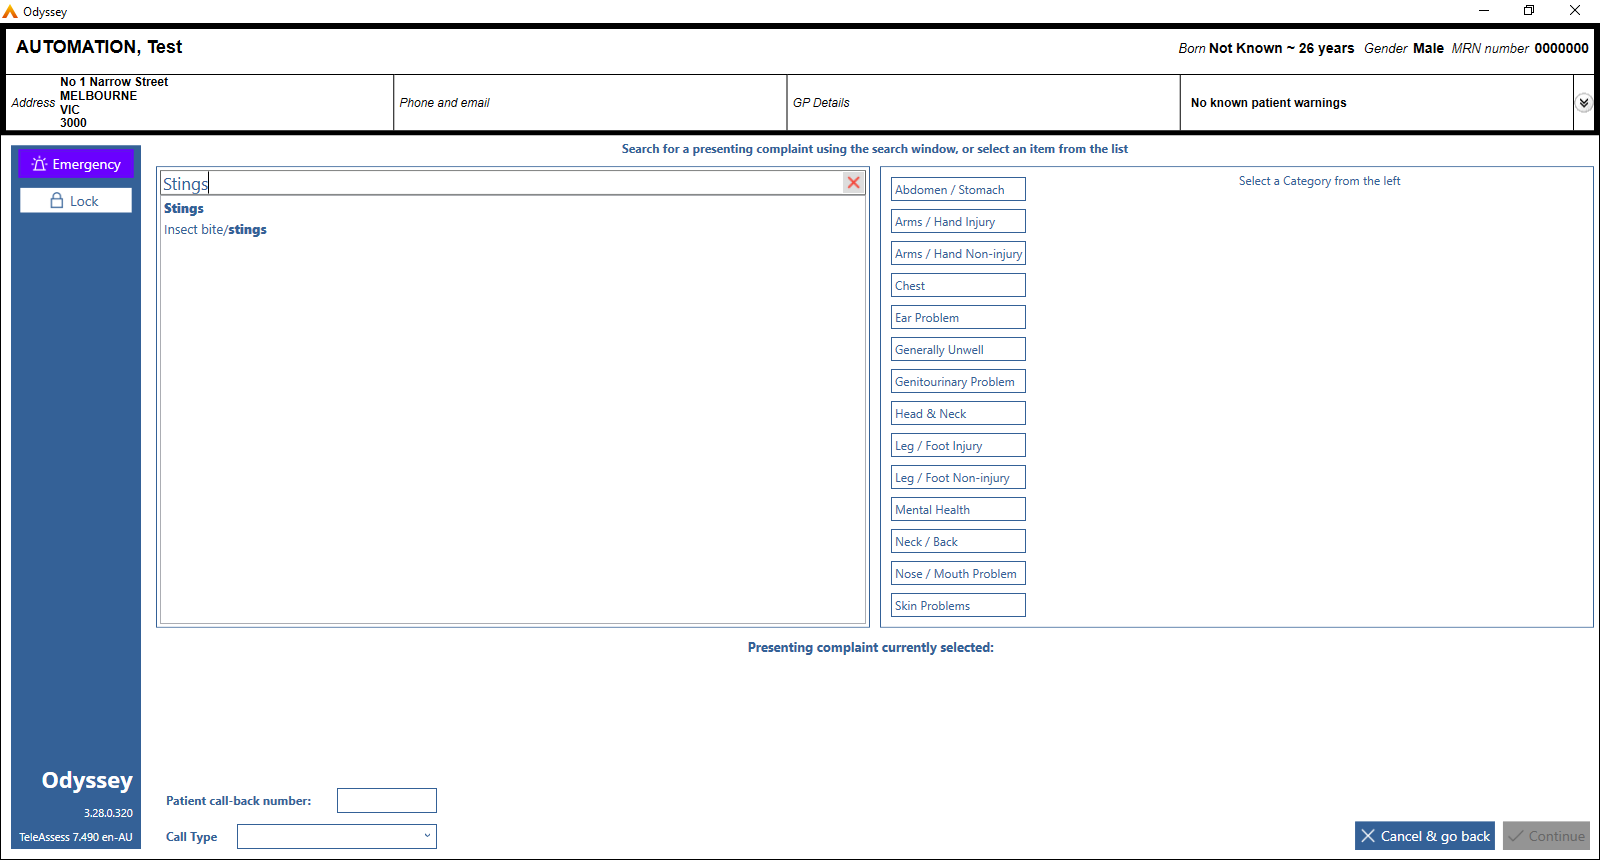 Odyssey
AUTOMATION, Test
Born Not Known ~ 26 years Gender Male MRN number 0000000
Address
No 1 Narrow Street
MELBOURNE
VIC
3000
Phone and email
GP Details
No known patient warnings
Emergency
Lock
Search for a presenting complaint using the search window, or select an item from the list
Stings
Stings
Insect bite/stings
Abdomen / Stomach
Arms / Hand Injury
Arms / Hand Non-injury
Chest
Ear Problem
Generally Unwell
Genitourinary Problem
Head & Neck
Leg / Foot Injury
Leg / Foot Non-injury
Mental Health
Neck / Back
Nose / Mouth Problem
Skin Problems
Select a Category from the left
Presenting complaint currently selected:
Odyssey
3.28.0.320
TeleAssess 7.490 en-AU
Patient call-back number:
Call Type
Cancel & go back
Continue